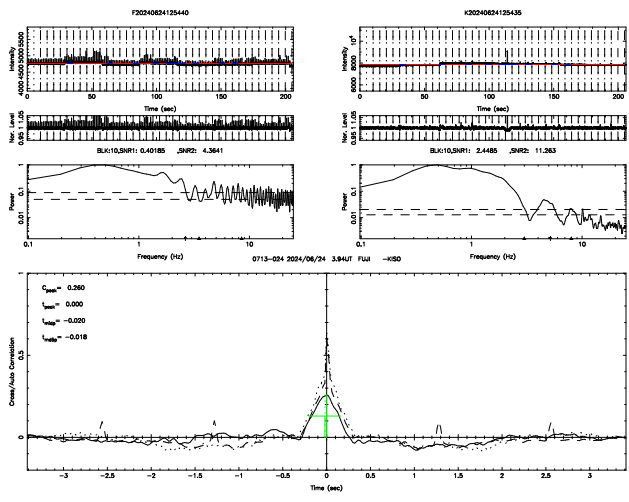 F20240624125440
K20240624125435
Intensity
4000 4500 5000 5500
0 50 100 150 200
Time (sec)
Intensity
6000 8000 10⁴
0 50 100 150 200
Time (sec)
Nor. Level
0.95 1 1.05
Nor. Level
0.95 1 1.05
BLK:10,SNR1: 0.40185 ,SNR2: 4.3641
BLK:10,SNR1: 2.4485 ,SNR2: 11.263
Power
0.01 0.1 1
0.1 1 10
Frequency (Hz)
Power
0.01 0.1 1
0.1 1 10
Frequency (Hz)
0713-024 2024/06/24 3.94UT FUJI -KISO
Cross/Auto Correlation
0 0.5 1
Cpeak= 0.260
tpeak= 0.000
-3 -2.5 -2 -1.5 -1 -0.5 0 0.5 1 1.5 2 2.5 3
Time (sec)